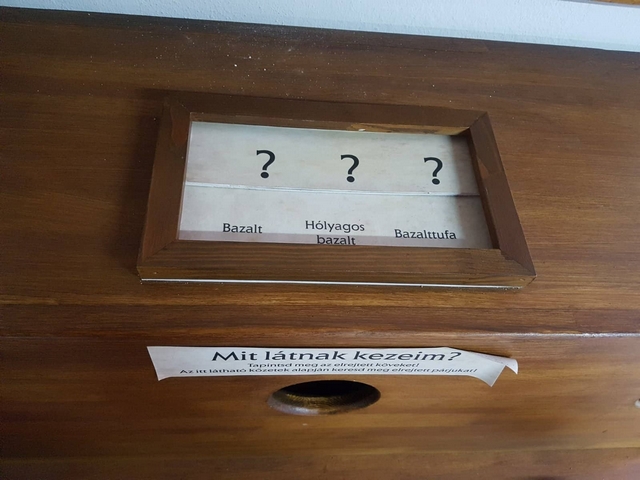 ? ? ?
Bazalt Hólyagos bazalt Bazalttufa
Mit látnak kezeim?
Tapintsd meg az elrejtett köveket!
Az itt látható kőzetek alapján keresd meg elrejtett párjukat!